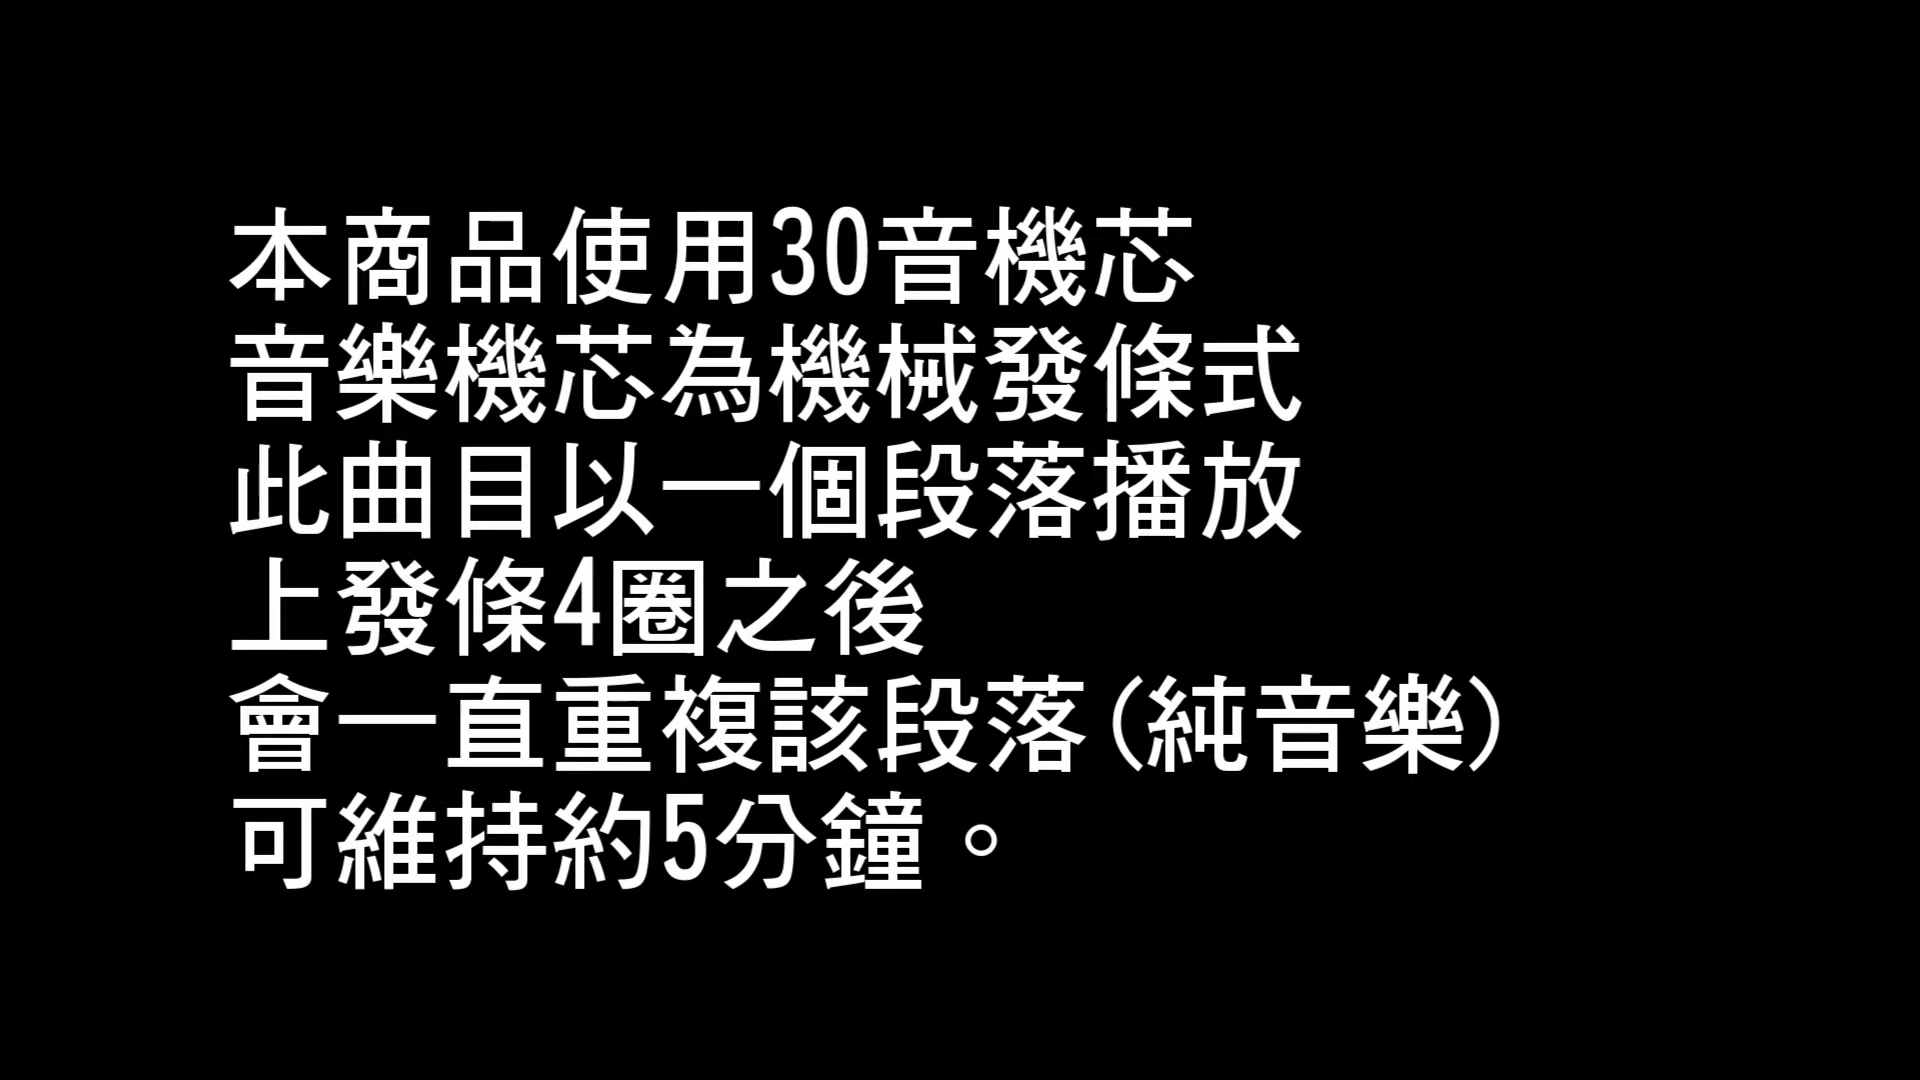 本商品使用30音機芯
音樂機芯為機械發條式
此曲目以一個段落播放
上發條4圈之後
會一直重複該段落(純音樂)
可維持約5分鐘。